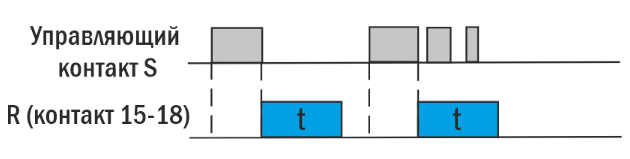 Управляющий
контакт S
R (контакт 15-18)
t
t